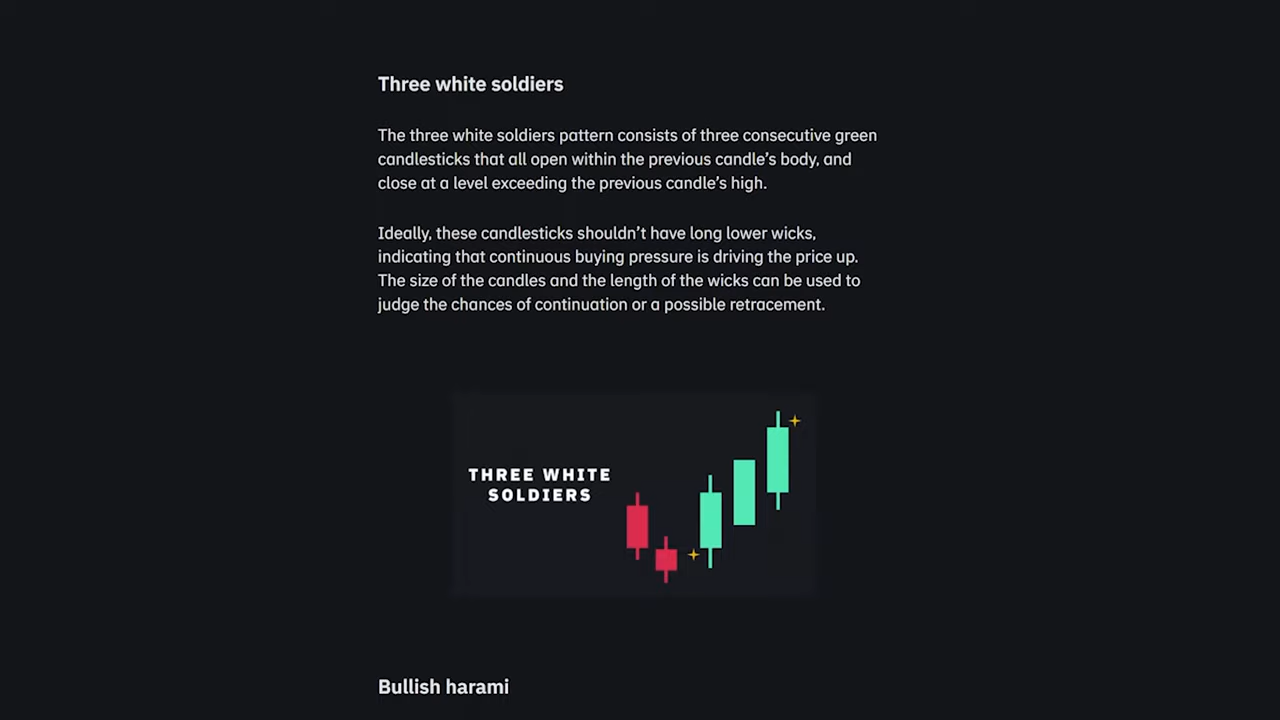 Three white soldiers
The three white soldiers pattern consists of three consecutive green
candlesticks that all open within the previous candle’s body, and
close at a level exceeding the previous candle’s high.
Ideally, these candlesticks shouldn’t have long lower wicks,
indicating that continuous buying pressure is driving the price up.
The size of the candles and the length of the wicks can be used to
judge the chances of continuation or a possible retracement.
THREE WHITE
SOLDIERS
Bullish harami